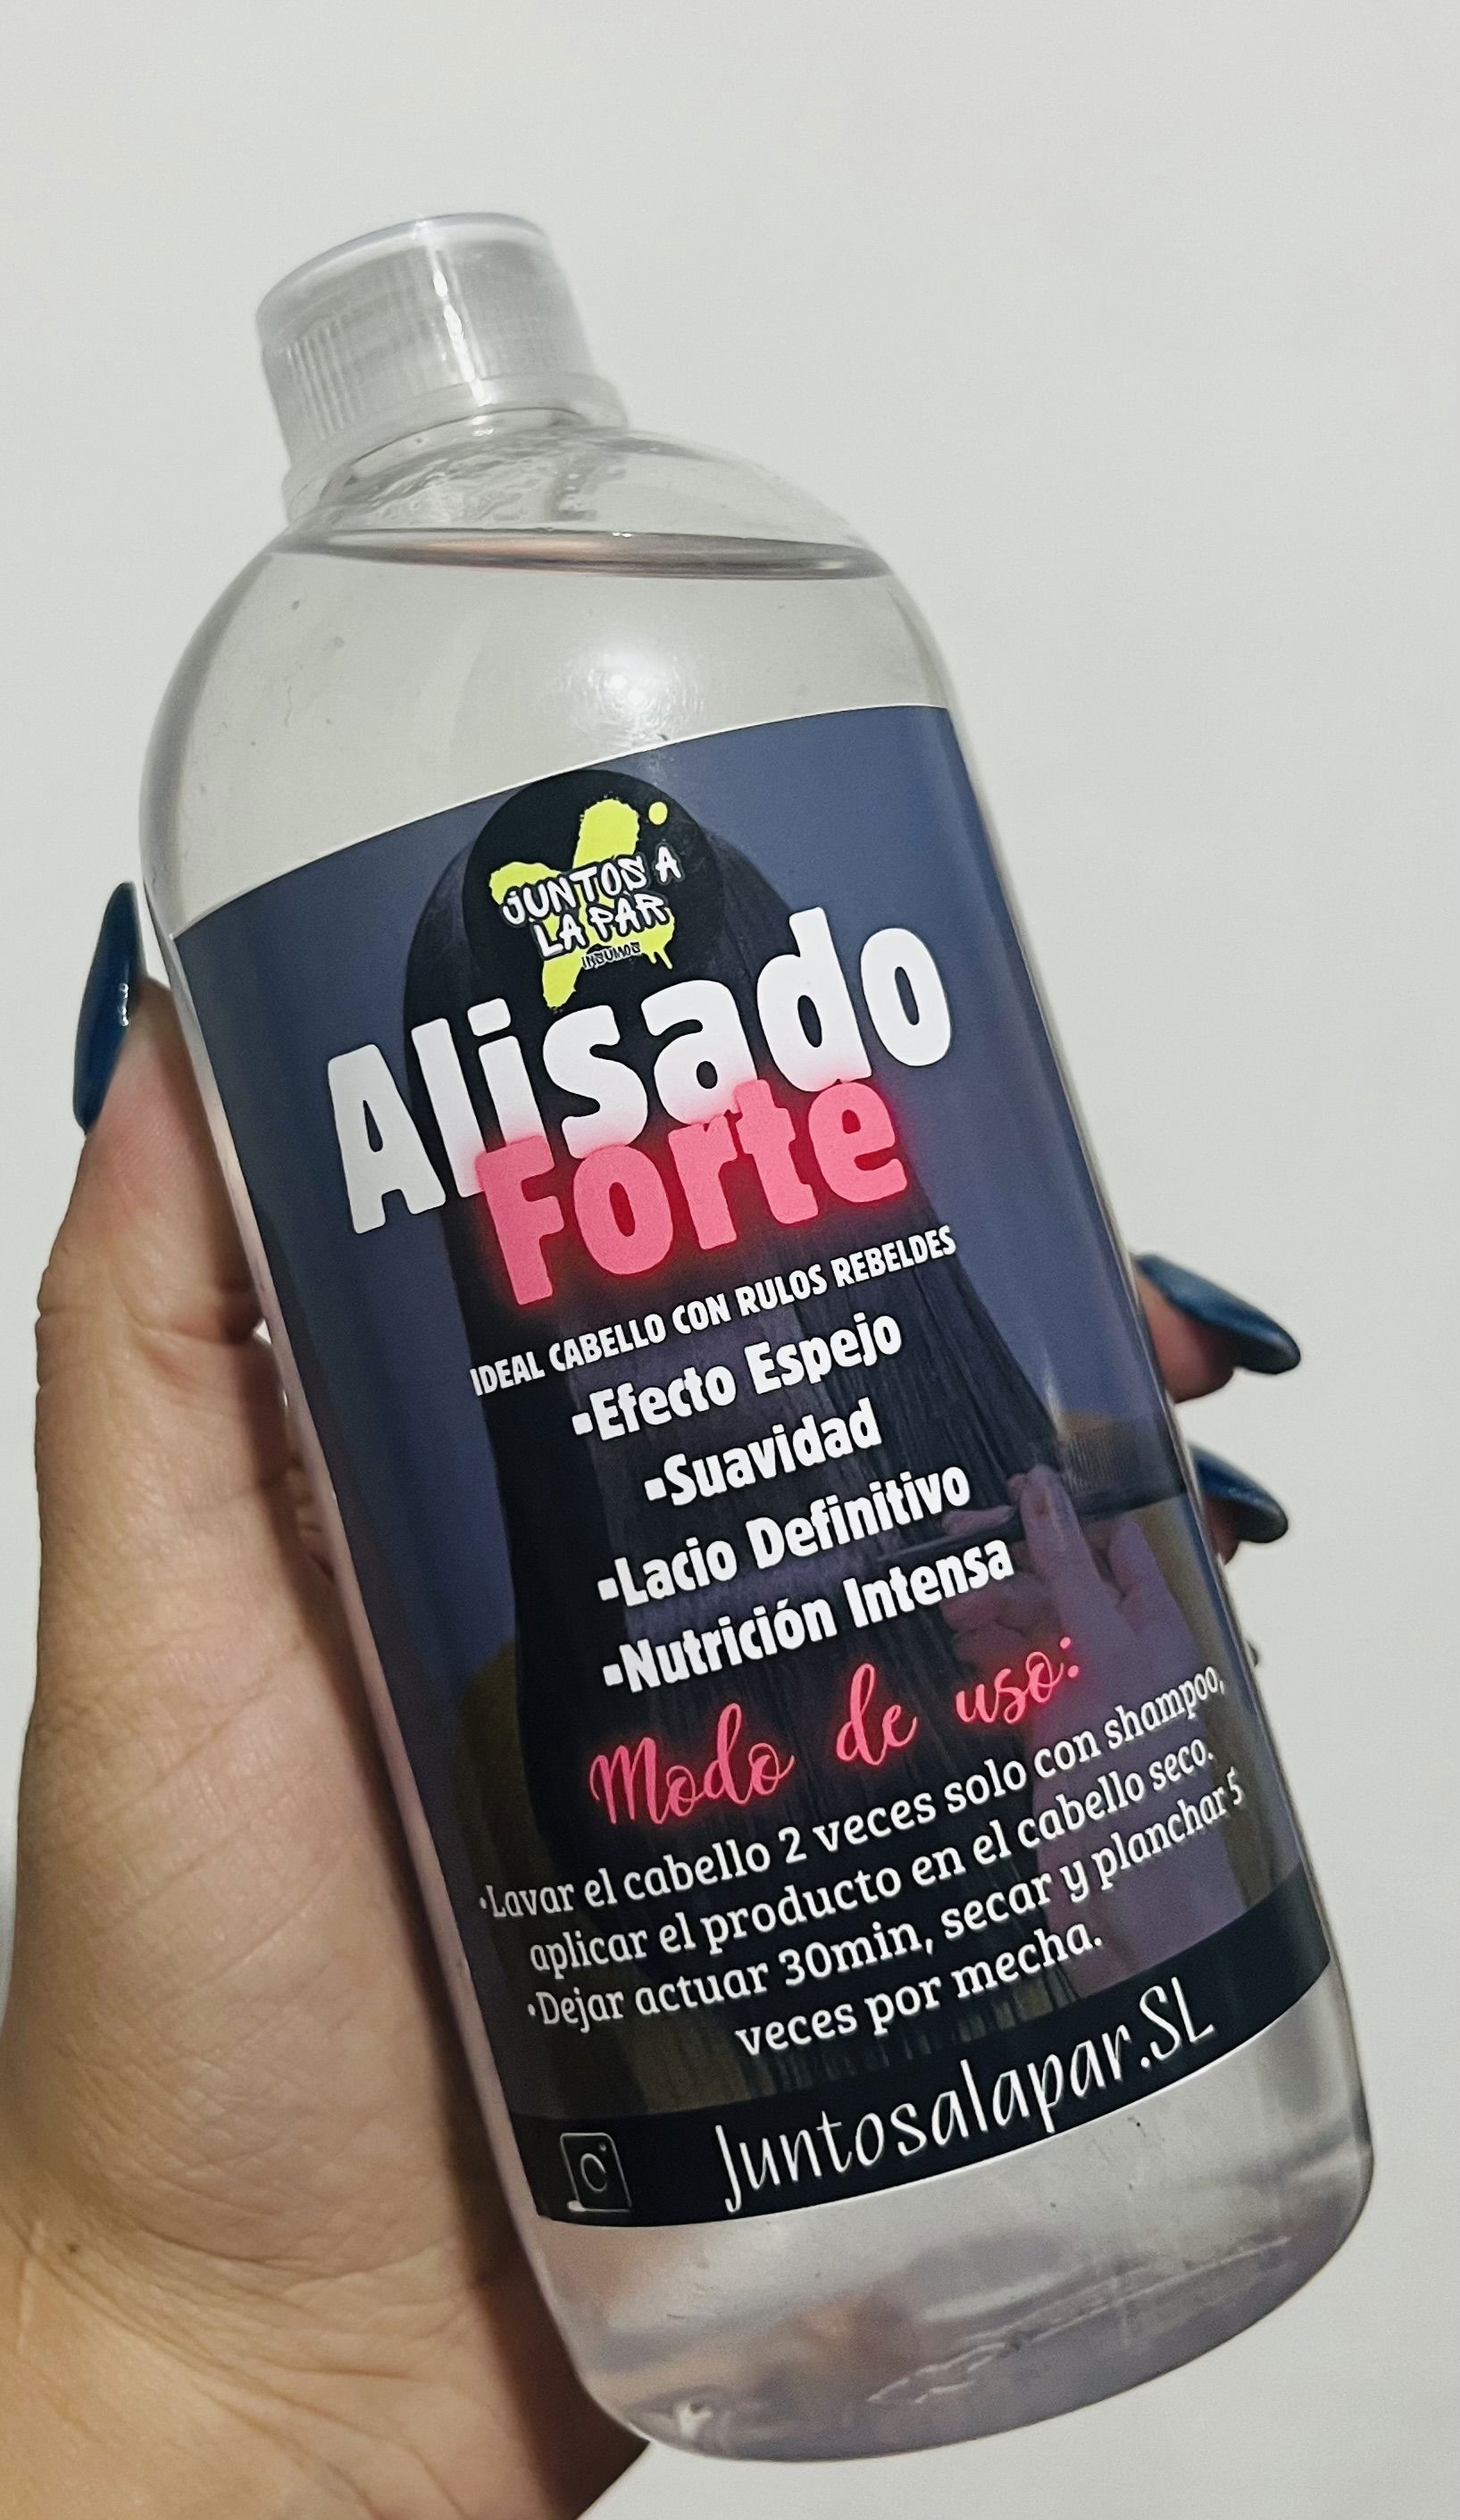 JUNTOS A
LA PAR
INSUMOS
Alisado
Forte
IDEAL CABELLO CON RULOS REBELDES
▪Efecto Espejo
▪Suavidad
▪Lacio Definitivo
▪Nutrición Intensa
Modo de uso:
•Lavar el cabello 2 veces solo con shampoo,
aplicar el producto en el cabello seco.
•Dejar actuar 30min, secar y planchar 5
veces por mecha.
Juntosalapar.SL